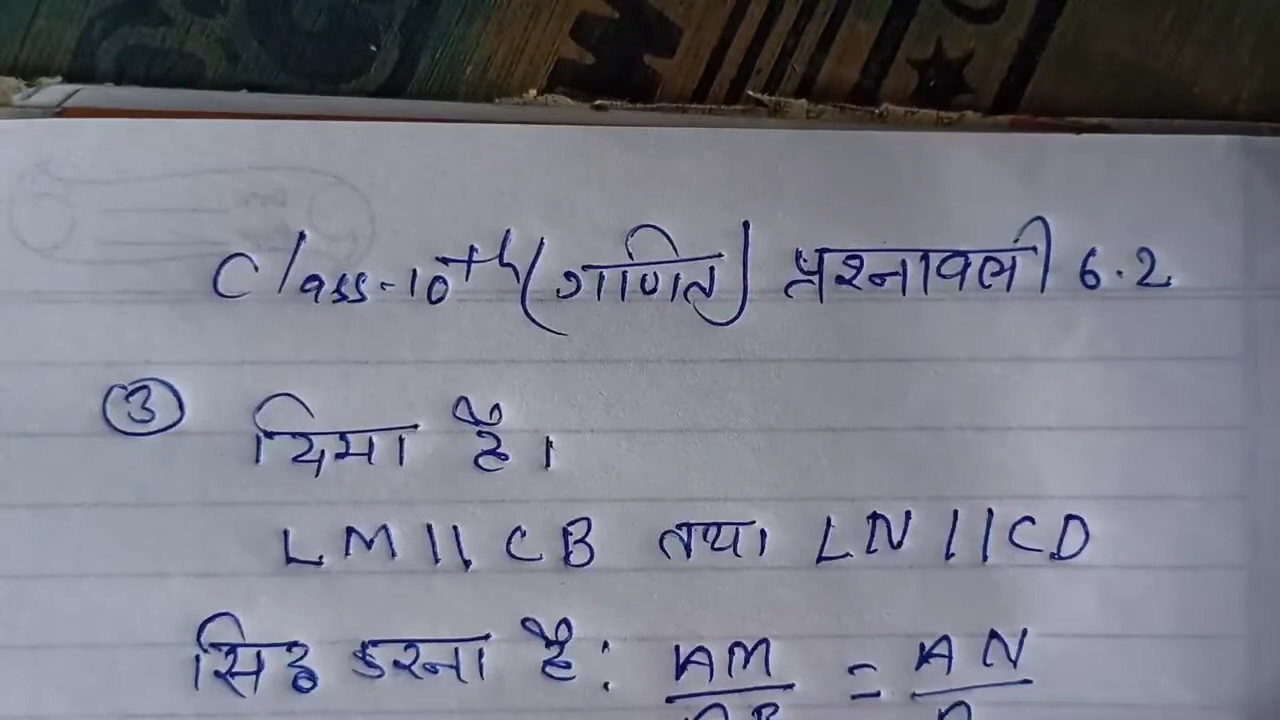 Class-10th (गणित) प्रश्नावली 6.2
③ दिया है।
LM || CB तथा LN || CD
सिद्ध करना है: AM = AN